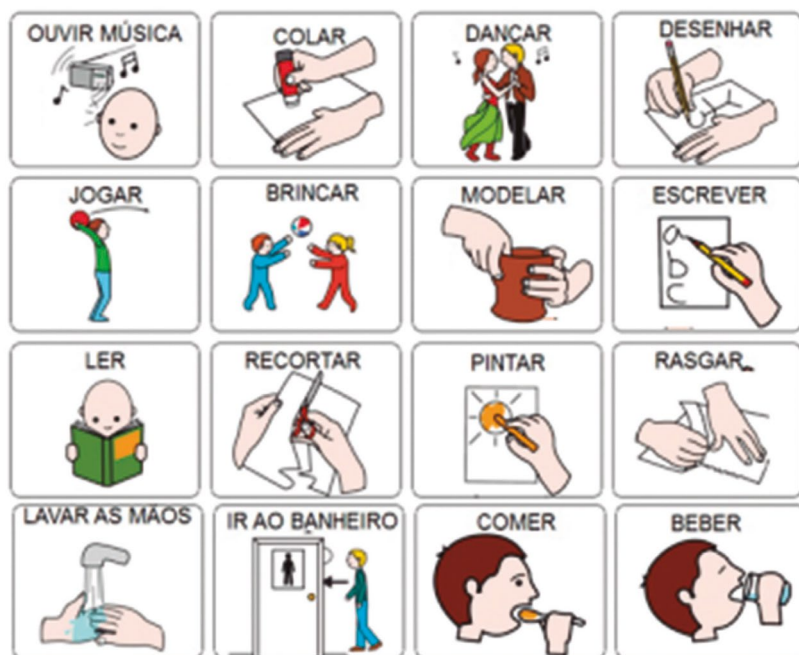 OUVIR MÚSICA
COLAR
DANÇAR
DESENHAR
JOGAR
BRINCAR
MODELAR
ESCREVER
a
b
c
LER
RECORTAR
PINTAR
RASGAR
LAVAR AS MÃOS
IR AO BANHEIRO
COMER
BEBER